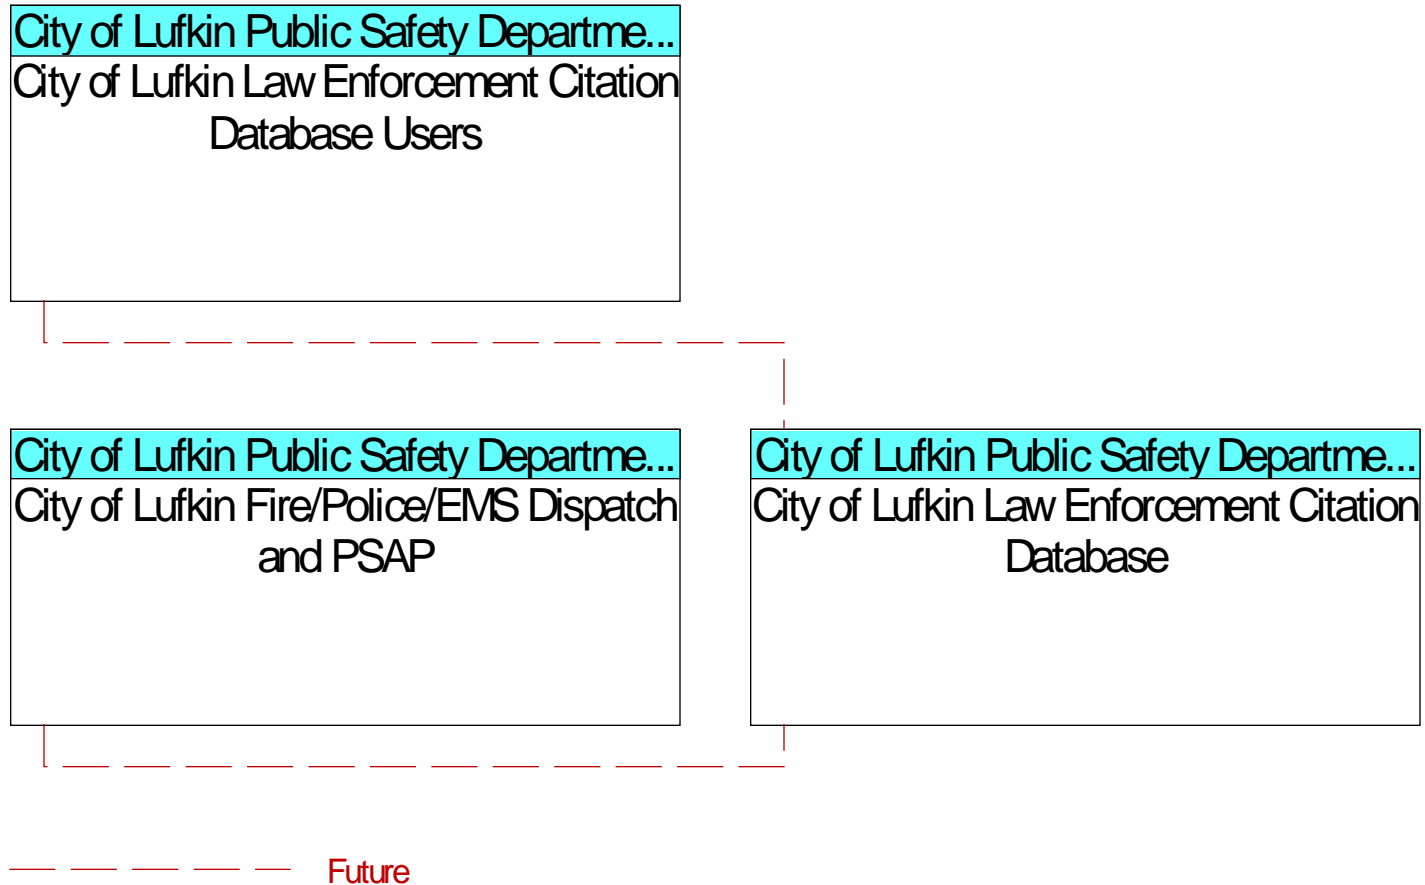 City of Lufkin Public Safety Departme...
City of Lufkin Law Enforcement Citation
Database Users
City of Lufkin Public Safety Departme...
City of Lufkin Fire/Police/EMS Dispatch
and PSAP
City of Lufkin Public Safety Departme...
City of Lufkin Law Enforcement Citation
Database
Future